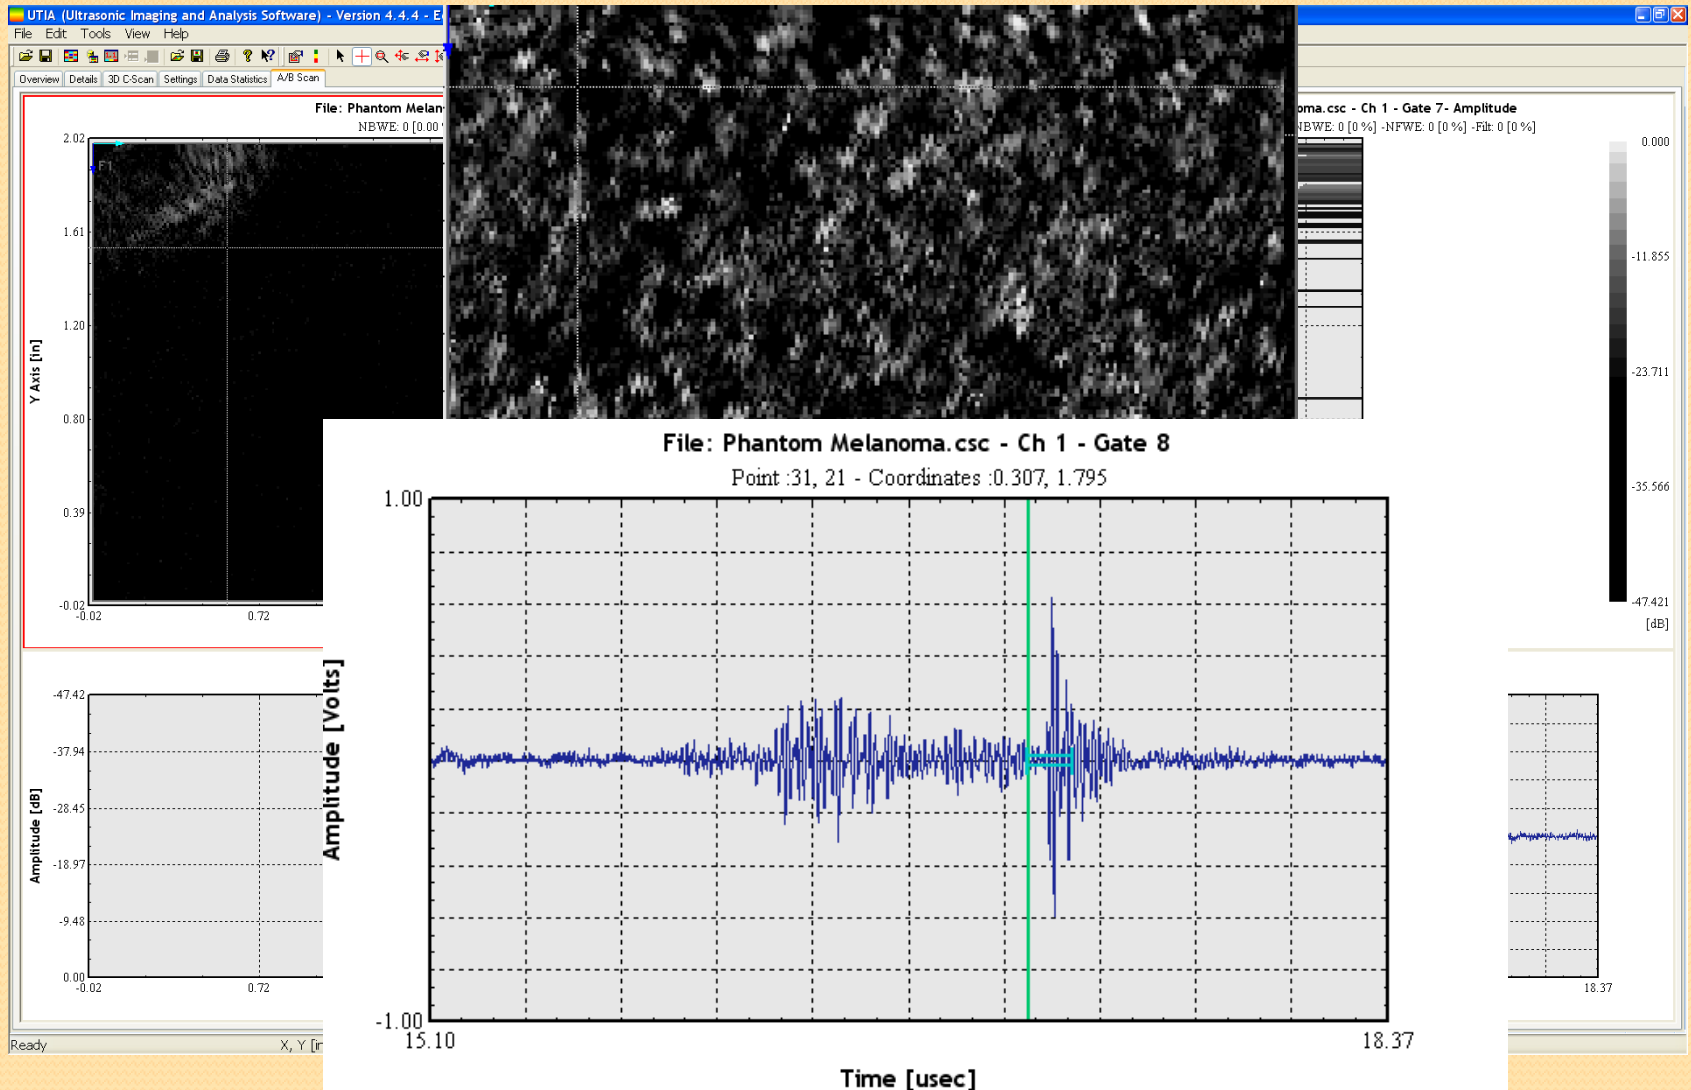 UTIA (Ultrasonic Imaging and Analysis Software) - Version 4.4.4 - E
File Edit Tools View Help
Overview Details 3D C-Scan Settings Data Statistics A/B Scan
File: Phantom Melan
NBWE: 0 [0.00
2.02
F1
1.61
1.20
0.80
0.39
-0.02
-0.02 0.72
Y Axis [in]
oma.csc - Ch 1 - Gate 7- Amplitude
NBWE: 0 [0 %] -NFWE: 0 [0 %] -Filt: 0 [0 %]
0.000
-11.855
-23.711
-35.566
-47.421
[dB]
File: Phantom Melanoma.csc - Ch 1 - Gate 8
Point :31, 21 - Coordinates :0.307, 1.795
1.00
-1.00
15.10 18.37
Amplitude [Volts]
Time [usec]
-47.42
-37.94
-28.45
-18.97
-9.48
0.00
-0.02 0.72
Amplitude [dB]
18.37
Ready X, Y [in